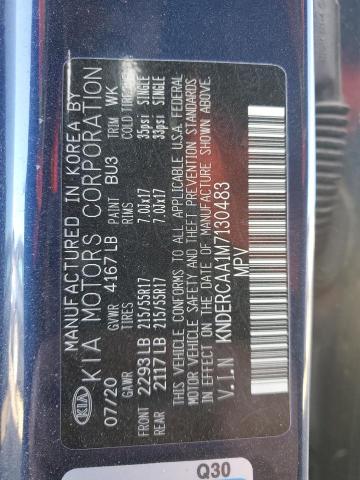 MANUFACTURED IN KOREA BY
KIA KIA MOTORS CORPORATION
07/20 GVWR 4167 LB PAINT BU3 TRIM WK
GAWR TIRES RIMS COLD TIRE
FRONT 2293 LB 215/55R17 7.0JX17 35psi SINGLE
REAR 2117 LB 215/55R17 7.0JX17 33psi SINGLE
THIS VEHICLE CONFORMS TO ALL APPLICABLE U.S.A. FEDERAL
MOTOR VEHICLE SAFETY AND THEFT PREVENTION STANDARDS
IN EFFECT ON THE DATE OF MANUFACTURE SHOWN ABOVE.
V.I.N KNDERCAA1M7130483
MPV
Q30